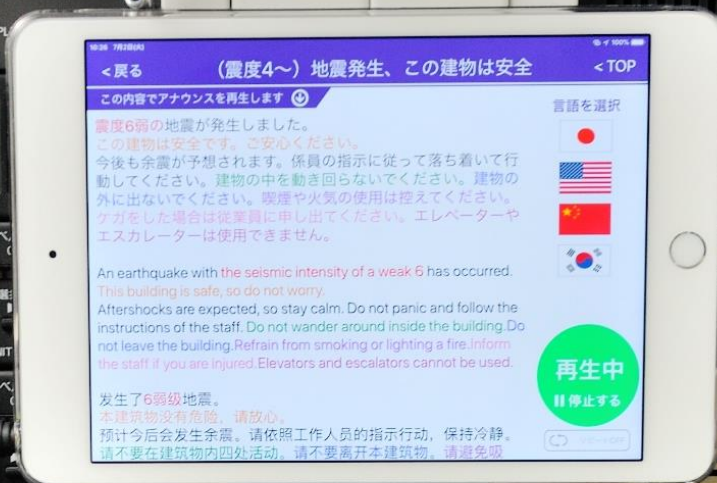 10:26 7月2日(火)
100%
<戻る
(震度4〜)地震発生、この建物は安全
<TOP
この内容でアナウンスを再生します
言語を選択
震度6弱の地震が発生しました。
この建物は安全です。ご安心ください。
今後も余震が予想されます。係員の指示に従って落ち着いて行
動してください。建物の中を動き回らないでください。建物の
外に出ないでください。喫煙や火気の使用は控えてください。
ケガをした場合は従業員に申し出てください。エレベーターや
エスカレーターは使用できません。
An earthquake with the seismic intensity of a weak 6 has occurred.
This building is safe, so do not worry.
Aftershocks are expected, so stay calm. Do not panic and follow the
instructions of the staff. Do not wander around inside the building.Do
not leave the building.Refrain from smoking or lighting a fire.Inform
the staff if you are injured.Elevators and escalators cannot be used.
发生了6弱级地震。
本建筑物没有危险，请放心。
预计今后会发生余震。请依照工作人员的指示行动，保持冷静。
请不要在建筑物内四处活动。请不要离开本建筑物。请避免吸
再生中
停止する
リピートOFF